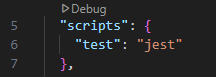 Debug
5 "scripts": {
6 "test": "jest"
7 },